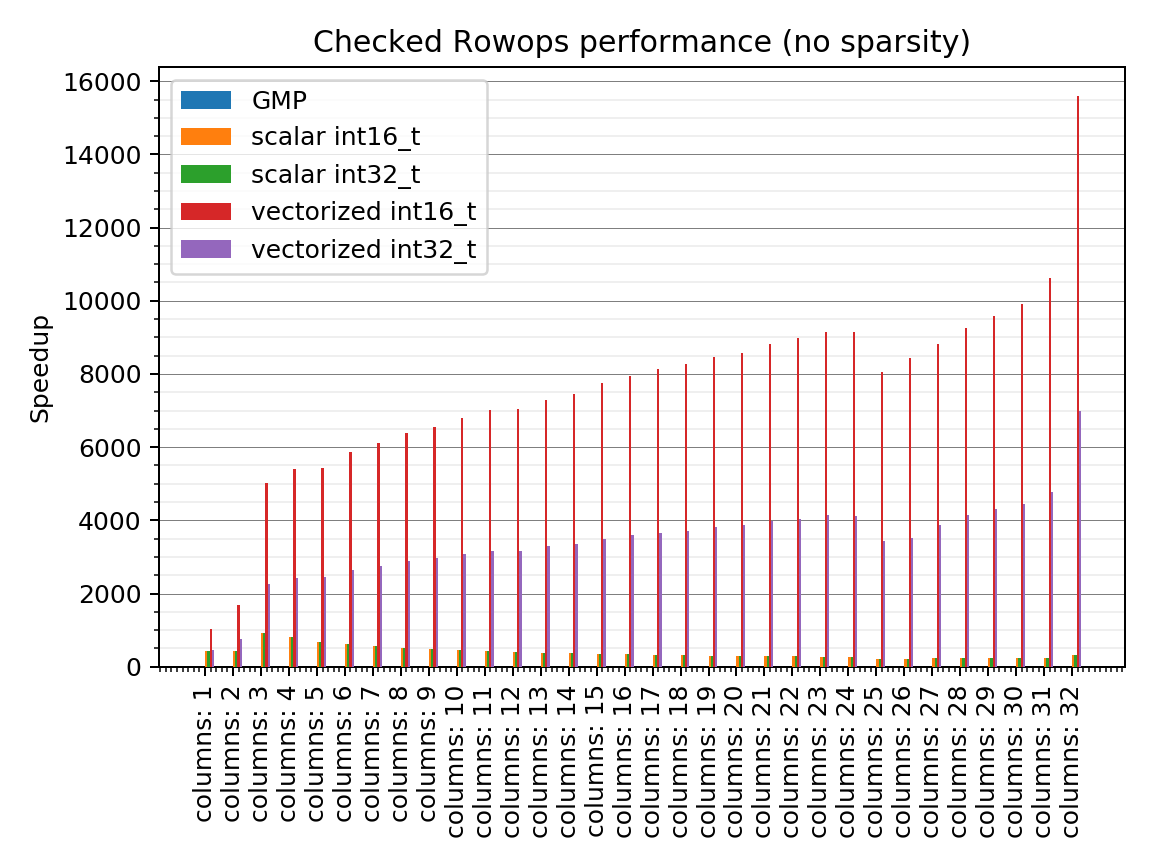 Checked Rowops performance (no sparsity)
GMP
scalar int16_t
scalar int32_t
vectorized int16_t
vectorized int32_t
Speedup
16000
14000
12000
10000
8000
6000
4000
2000
0
columns: 1
columns: 2
columns: 3
columns: 4
columns: 5
columns: 6
columns: 7
columns: 8
columns: 9
columns: 10
columns: 11
columns: 12
columns: 13
columns: 14
columns: 15
columns: 16
columns: 17
columns: 18
columns: 19
columns: 20
columns: 21
columns: 22
columns: 23
columns: 24
columns: 25
columns: 26
columns: 27
columns: 28
columns: 29
columns: 30
columns: 31
columns: 32